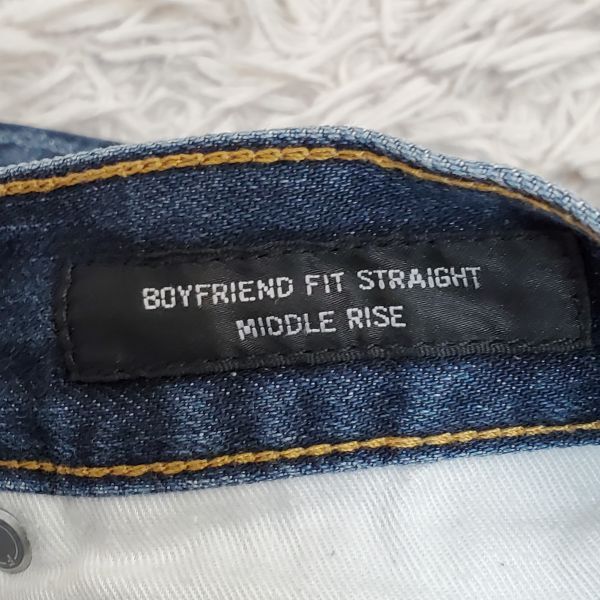 BOYFRIEND FIT STRAIGHT
MIDDLE RISE